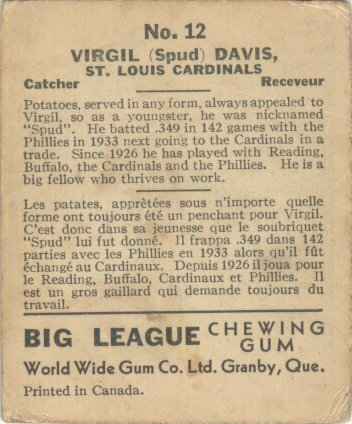 No. 12
VIRGIL (Spud) DAVIS,
ST. LOUIS CARDINALS
Catcher Receveur
Potatoes, served in any form, always appealed to
Virgil, so as a youngster, he was nicknamed
"Spud". He batted .349 in 142 games with the
Phillies in 1933 next going to the Cardinals in a
trade. Since 1926 he has played with Reading,
Buffalo, the Cardinals and the Phillies. He is a
big fellow who thrives on work.
Les patates, apprêtées sous n'importe quelle
forme ont toujours été un penchant pour Virgil.
C'est donc dans sa jeunesse que le soubriquet
"Spud" lui fut donné. Il frappa .349 dans 142
parties avec les Phillies en 1933 alors qu'il fût
échangé au Cardinaux. Depuis 1926 il joua pour
le Reading, Buffalo, Cardinaux et Phillies. Il
est un gros gaillard qui demande toujours du
travail.
BIG LEAGUE CHEWING GUM
World Wide Gum Co. Ltd. Granby, Que.
Printed in Canada.